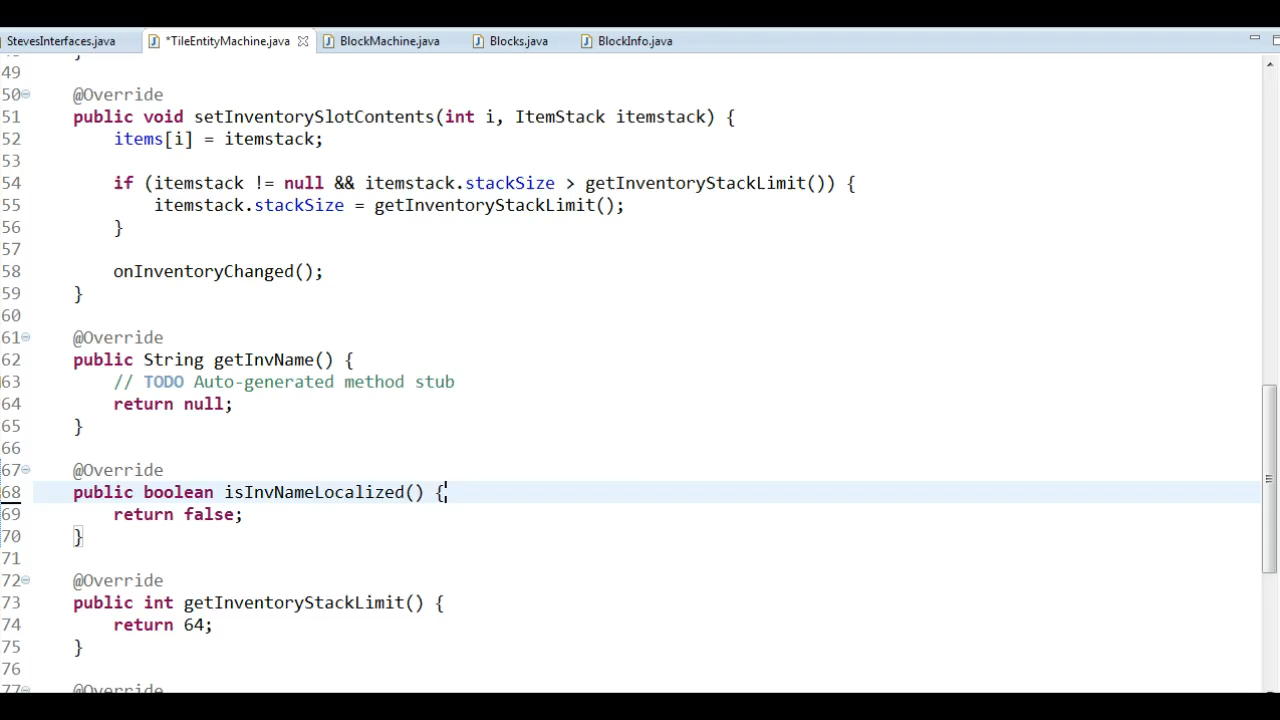 StevesInterfaces.java *TileEntityMachine.java BlockMachine.java Blocks.java BlockInfo.java
49 }
50 @Override
51 public void setInventorySlotContents(int i, ItemStack itemstack) {
52 items[i] = itemstack;
53
54 if (itemstack != null && itemstack.stackSize > getInventoryStackLimit()) {
55 itemstack.stackSize = getInventoryStackLimit();
56 }
57
58 onInventoryChanged();
59 }
60
61 @Override
62 public String getInvName() {
63 // TODO Auto-generated method stub
64 return null;
65 }
66
67 @Override
68 public boolean isInvNameLocalized() {
69 return false;
70 }
71
72 @Override
73 public int getInventoryStackLimit() {
74 return 64;
75 }
76
77 @Override